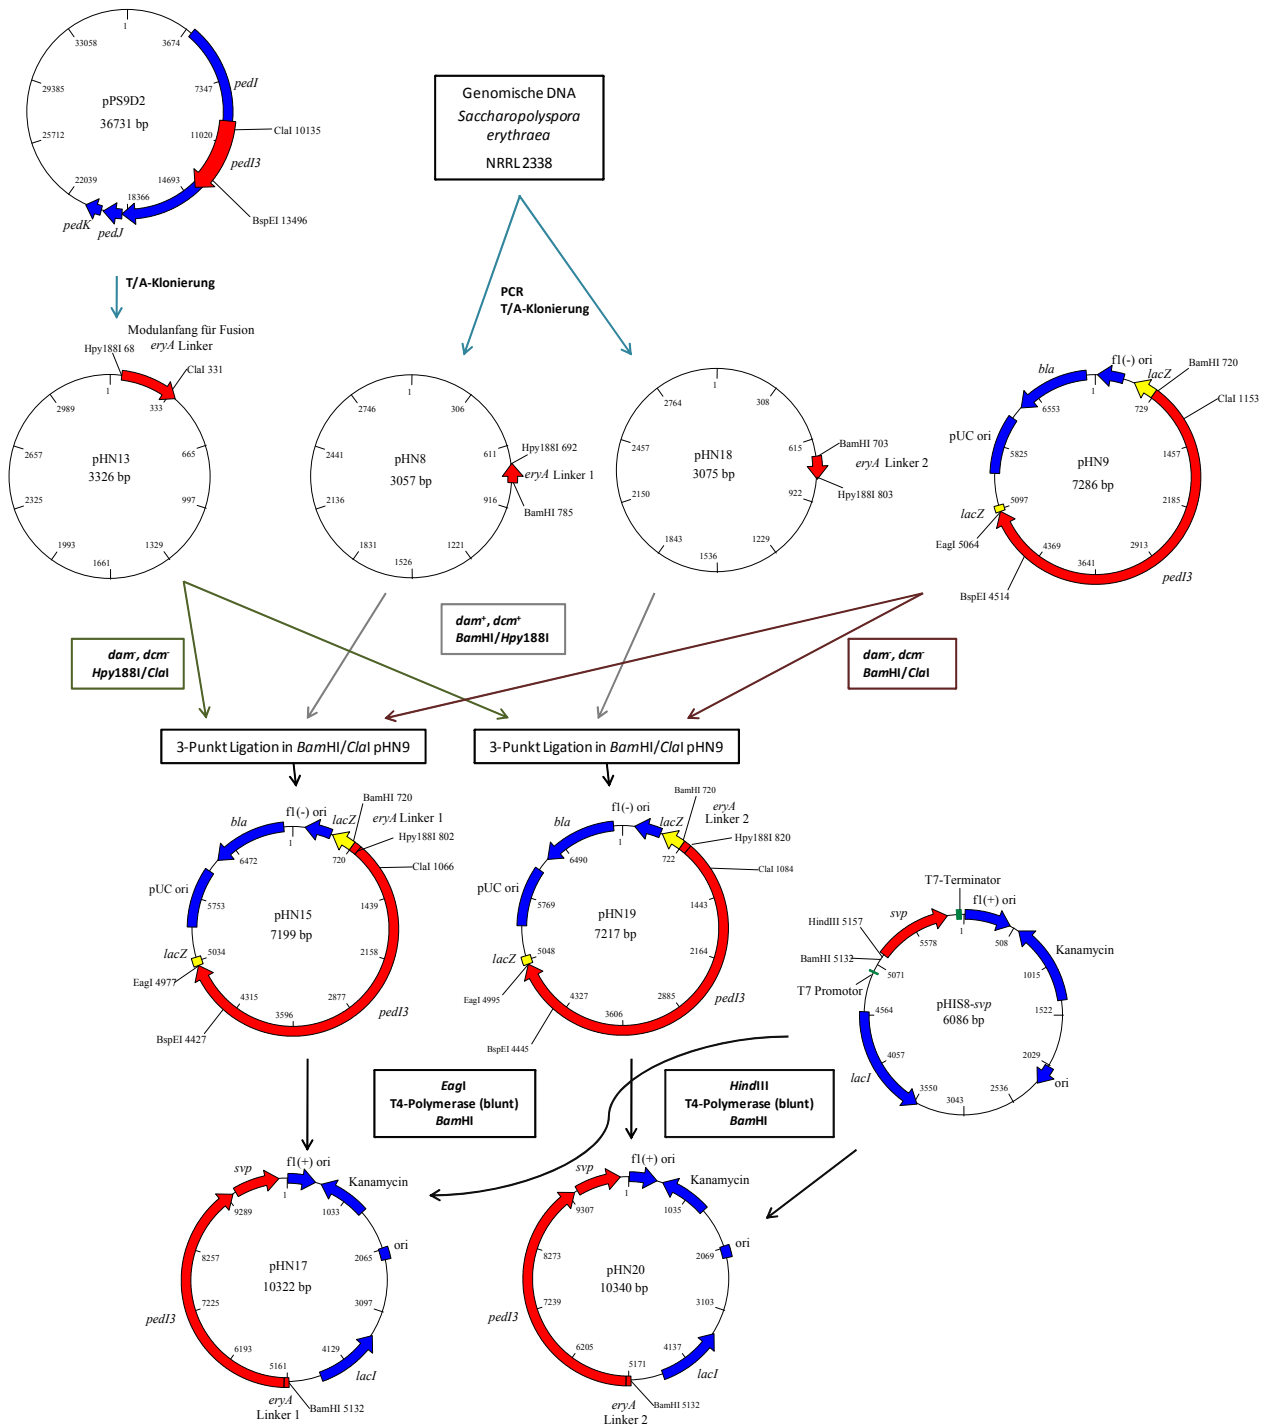 1
3674
7347
11020
14693
18366
22039
25712
29385
33058
pPS9D2
36731 bp
pedI
ClaI 10135
pedI3
BspEI 13496
pedK
pedJ
Genomische DNA
Saccharopolyspora
erythraea
NRRL 2338
T/A-Klonierung
PCR
T/A-Klonierung
Modulanfang für Fusion
eryA Linker
Hpy188I 68
ClaI 331
1
333
665
997
1329
1661
1993
2325
2657
2989
pHN13
3326 bp
1
306
611
916
1221
1526
1831
2136
2441
2746
pHN8
3057 bp
Hpy188I 692
eryA Linker 1
BamHI 785
1
308
615
922
1229
1536
1843
2150
2457
2764
pHN18
3075 bp
BamHI 703
eryA Linker 2
Hpy188I 803
f1(-) ori
bla
lacZ
BamHI 720
ClaI 1153
1
729
1457
2185
2913
3641
4369
5097
5825
6553
pUC ori
pHN9
7286 bp
lacZ
EagI 5064
BspEI 4514
pedI3
dam-, dcm-
Hpy188I/ClaI
dam+, dcm+
BamHI/Hpy188I
dam-, dcm-
BamHI/ClaI
3-Punkt Ligation in BamHI/ClaI pHN9
3-Punkt Ligation in BamHI/ClaI pHN9
BamHI 720
f1(-) ori
lacZ
eryA Linker 1
bla
Hpy188I 802
ClaI 1066
1
720
1439
2158
2877
3596
4315
5034
5753
6472
pUC ori
pHN15
7199 bp
lacZ
EagI 4977
BspEI 4427
pedI3
BamHI 720
eryA
Linker 2
f1(-) ori
lacZ
bla
Hpy188I 820
ClaI 1084
1
722
1443
2164
2885
3606
4327
5048
5769
6490
pUC ori
pHN19
7217 bp
lacZ
EagI 4995
BspEI 4445
pedI3
T7-Terminator
f1(+) ori
svp
HindIII 5157
BamHI 5132
T7 Promotor
Kanamycin
1
508
1015
1522
2029
2536
3043
3550
4057
4564
5071
5578
pHIS8-svp
6086 bp
lacI
ori
EagI
T4-Polymerase (blunt)
BamHI
HindIII
T4-Polymerase (blunt)
BamHI
svp
f1(+) ori
Kanamycin
1
1033
2065
3097
4129
5161
6193
7225
8257
9289
ori
pHN17
10322 bp
pedI3
lacI
eryA
Linker 1
BamHI 5132
svp
f1(+) ori
Kanamycin
1
1035
2069
3103
4137
5171
6205
7239
8273
9307
ori
pHN20
10340 bp
pedI3
lacI
eryA
Linker 2
BamHI 5132